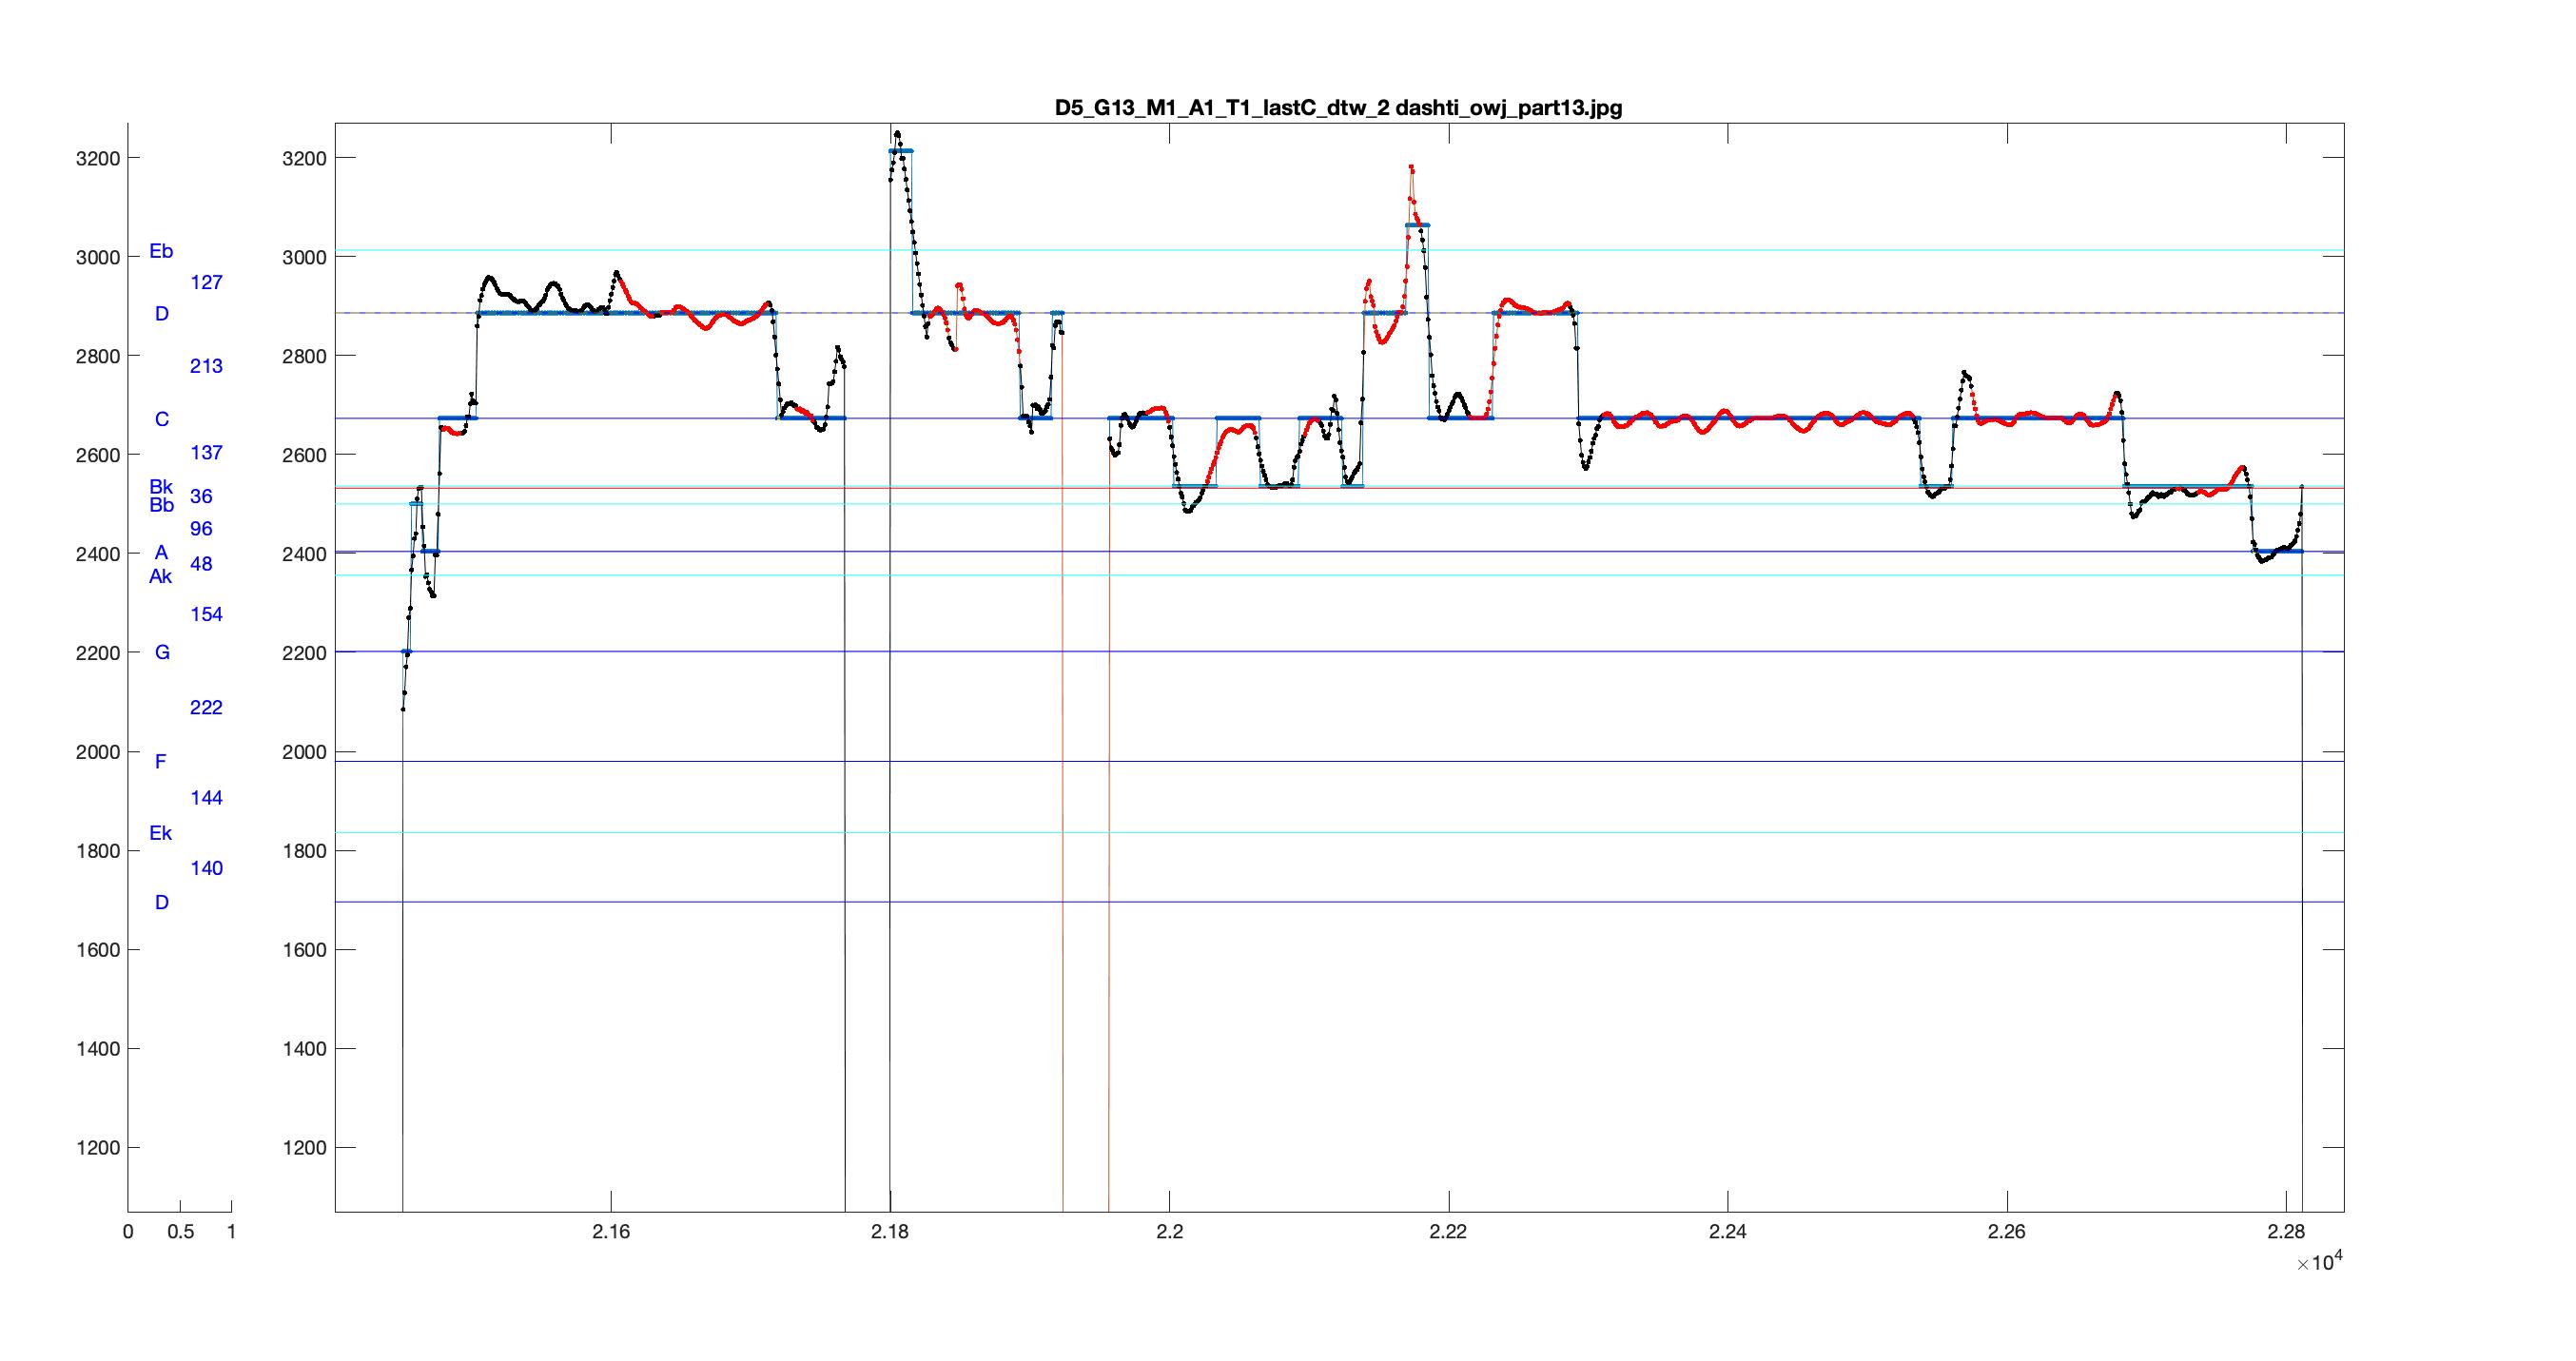 D5_G13_M1_A1_T1_lastC_dtw_2 dashti_owj_part13.jpg
3200 3200
Eb
3000 3000
127
D
2800 2800
213
C
137
2600 2600
Bk
36
Bb
96
A
2400 2400
48
Ak
154
2200 G 2200
222
2000 2000
F
144
Ek
1800 1800
140
D
1600 1600
1400 1400
1200 1200
0 0.5 1 2.16 2.18 2.2 2.22 2.24 2.26 2.28
×10⁴